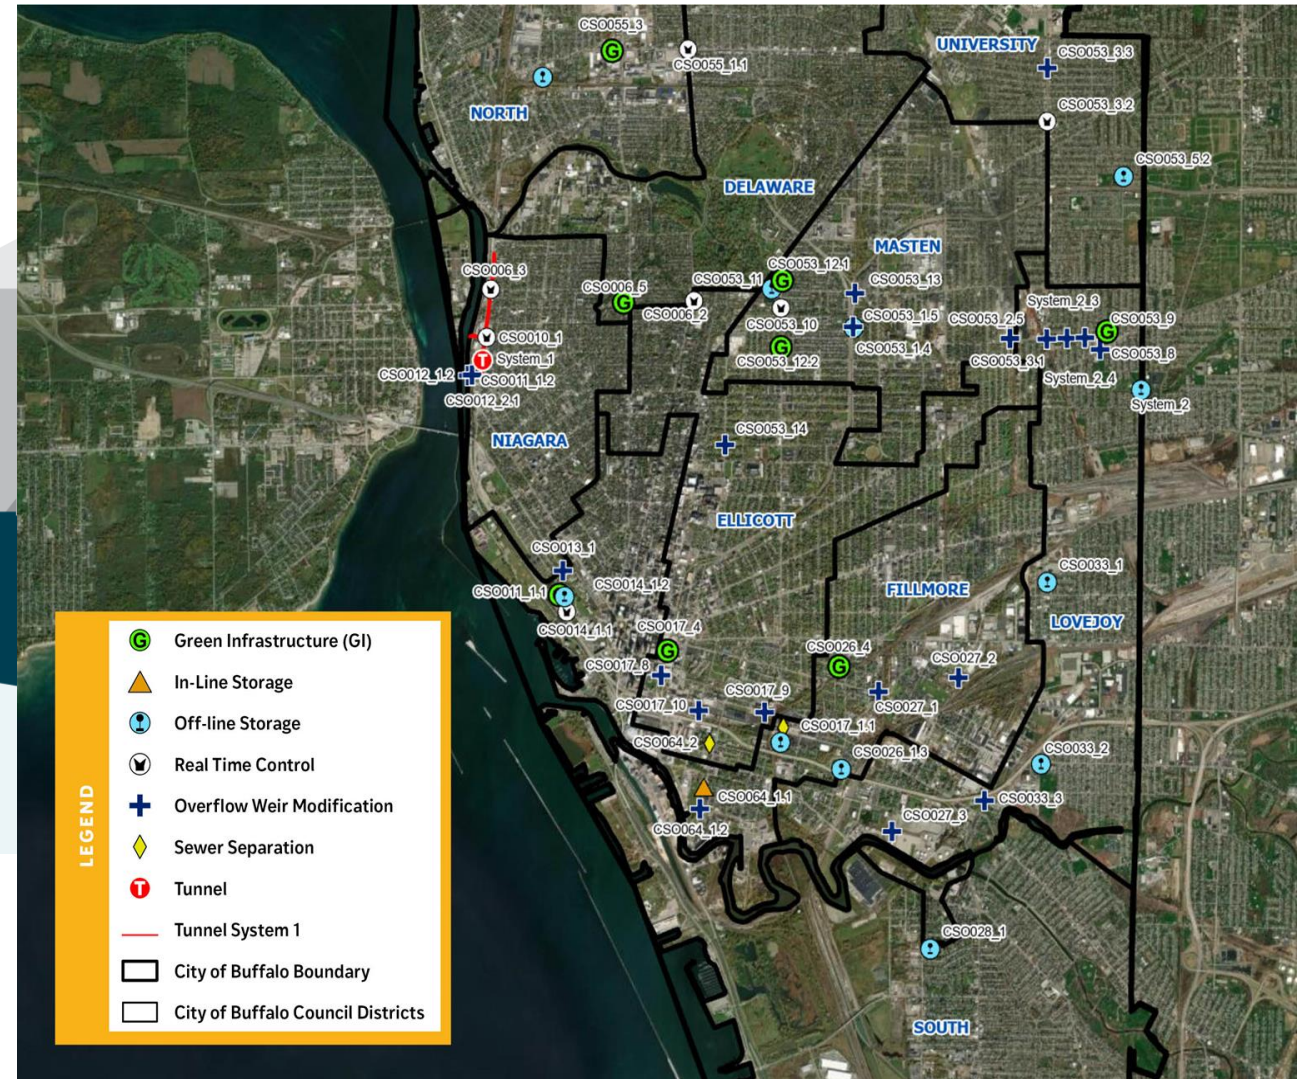 CSO055_3
CSO055_1.1
UNIVERSITY
CSO053_3.3
NORTH
CSO053_3.2
CSO053_5.2
DELAWARE
MASTEN
CSO006_3
CSO006_5
CSO006_2
CSO053_11
CSO053_12.1
CSO053_13
CSO053_10
CSO053_1.5
CSO053_1.4
CSO053_12.2
System_2_3
CSO053_2.5
CSO053_9
CSO053_3.1
CSO053_8
System_2_4
System_2
CSO010_1
System_1
CSO012_1.2
CSO011_1.2
CSO012_2.1
NIAGARA
CSO053_14
ELLICOTT
CSO013_1
CSO014_1.2
CSO011_1.1
CSO014_1.1
CSO033_1
FILLMORE
LOVEJOY
CSO017_4
CSO026_4
CSO017_8
CSO027_2
CSO017_9
CSO017_10
CSO027_1
CSO017_1.1
CSO064_2
CSO026_1.3
CSO033_2
CSO064_1.1
CSO033_3
CSO064_1.2
CSO027_3
CSO028_1
SOUTH
LEGEND
G Green Infrastructure (GI)
In-Line Storage
Off-line Storage
Real Time Control
Overflow Weir Modification
Sewer Separation
T Tunnel
Tunnel System 1
City of Buffalo Boundary
City of Buffalo Council Districts